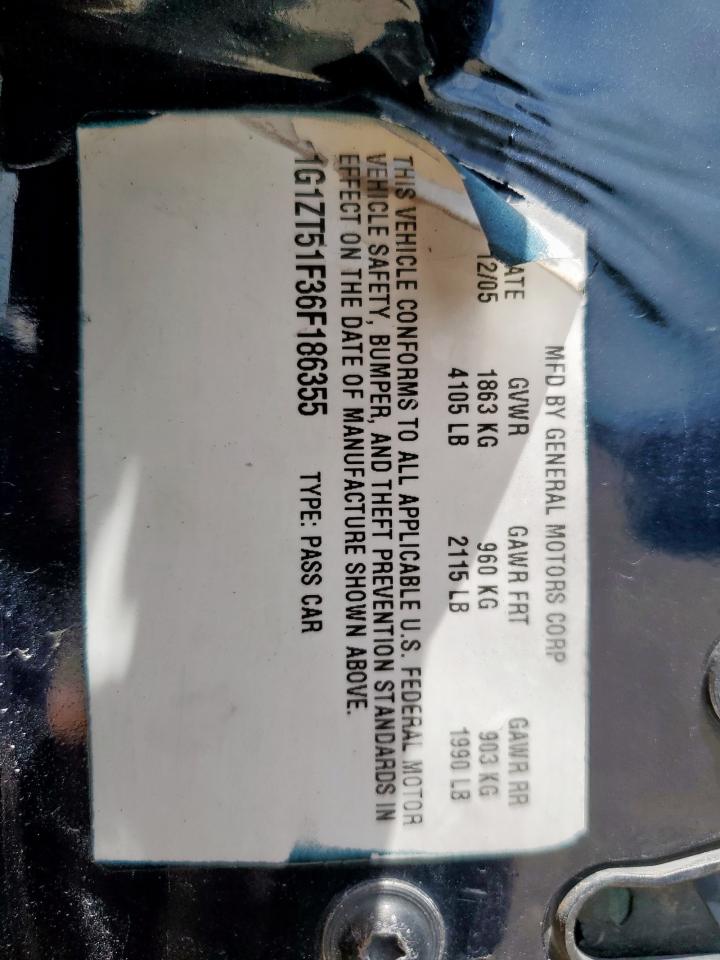 MFD BY GENERAL MOTORS CORP
ATE GVWR GAWR FRT GAWR RR
12/05 1863 KG 960 KG 903 KG
4105 LB 2115 LB 1990 LB
THIS VEHICLE CONFORMS TO ALL APPLICABLE U.S. FEDERAL MOTOR
VEHICLE SAFETY, BUMPER, AND THEFT PREVENTION STANDARDS IN
EFFECT ON THE DATE OF MANUFACTURE SHOWN ABOVE.
1G1ZT51F36F186355 TYPE: PASS CAR